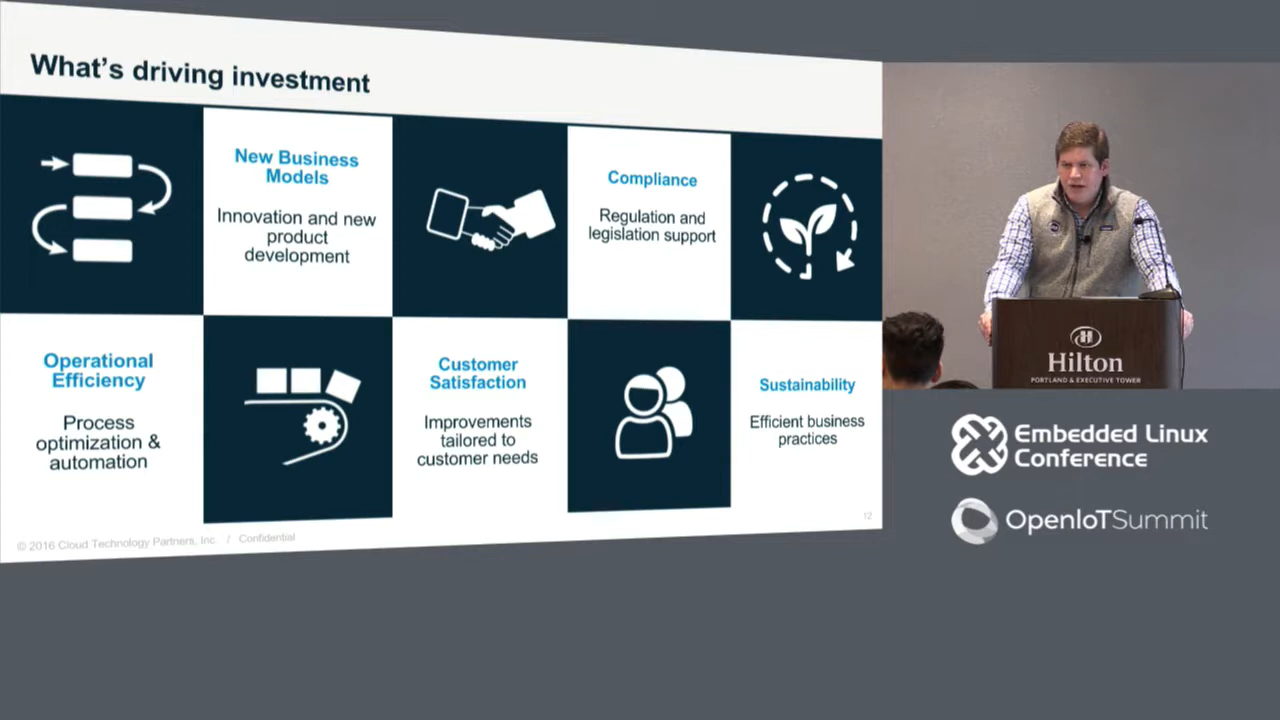 What's driving investment
New Business
Models
Innovation and new
product
development
Compliance
Regulation and
legislation support
Operational
Efficiency
Process
optimization &
automation
Customer
Satisfaction
Improvements
tailored to
customer needs
Sustainability
Efficient business
practices
© 2016 Cloud Technology Partners, Inc. / Confidential
12
H
Hilton
PORTLAND & EXECUTIVE TOWER
Embedded Linux
Conference
OpenIoTSummit